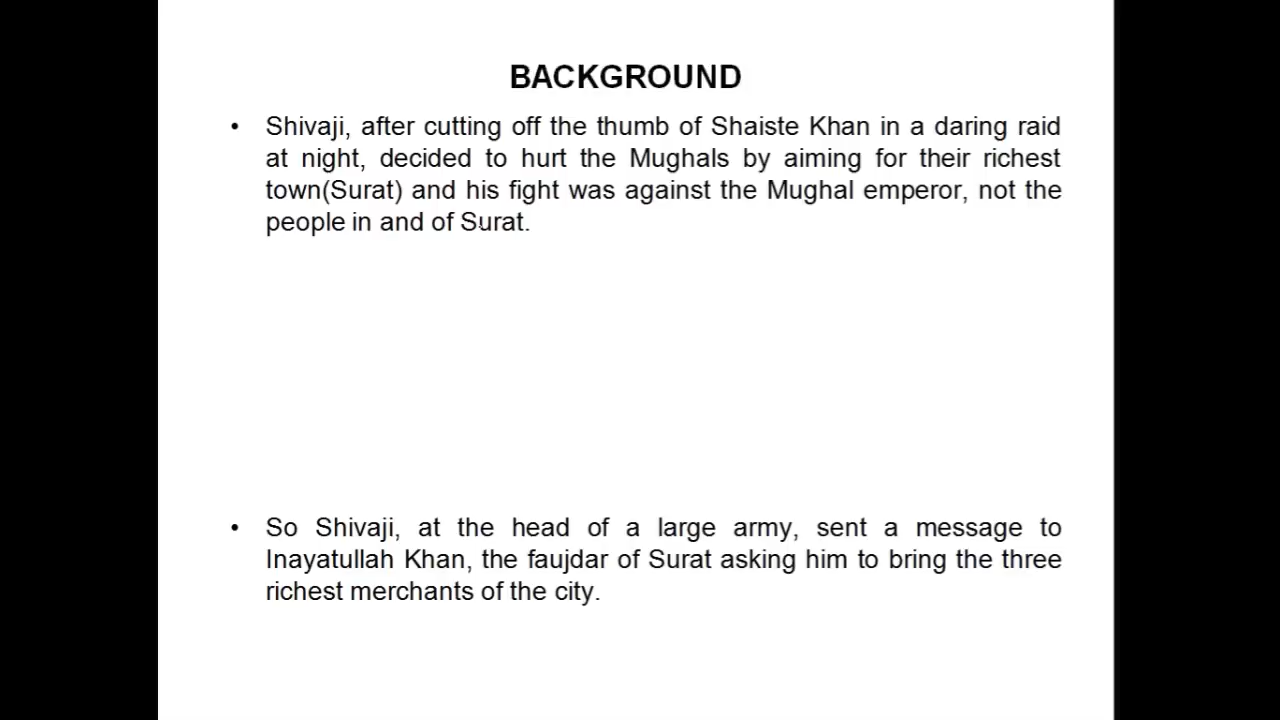 BACKGROUND
• Shivaji, after cutting off the thumb of Shaiste Khan in a daring raid
at night, decided to hurt the Mughals by aiming for their richest
town(Surat) and his fight was against the Mughal emperor, not the
people in and of Surat.
• So Shivaji, at the head of a large army, sent a message to
Inayatullah Khan, the faujdar of Surat asking him to bring the three
richest merchants of the city.